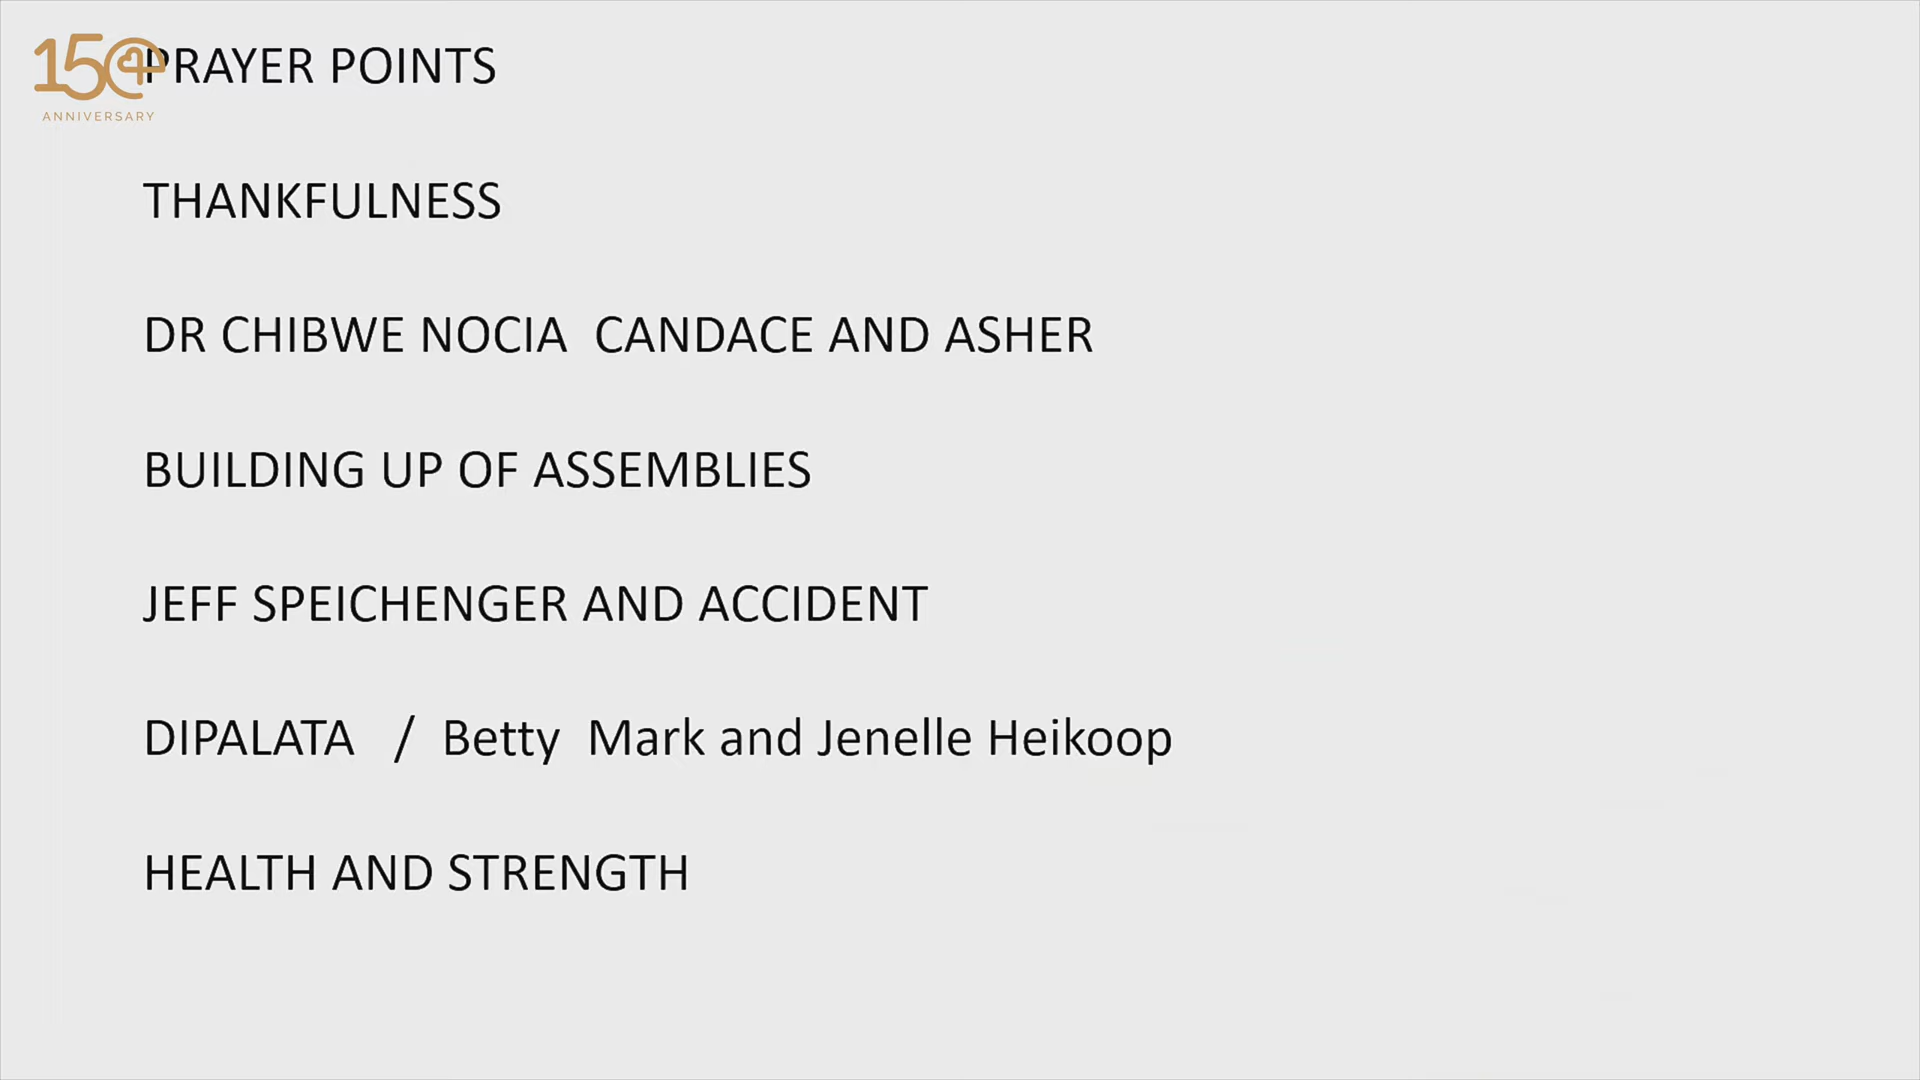 150
ANNIVERSARY
PRAYER POINTS
THANKFULNESS
DR CHIBWE NOCIA CANDACE AND ASHER
BUILDING UP OF ASSEMBLIES
JEFF SPEICHENGER AND ACCIDENT
DIPALATA / Betty Mark and Jenelle Heikoop
HEALTH AND STRENGTH